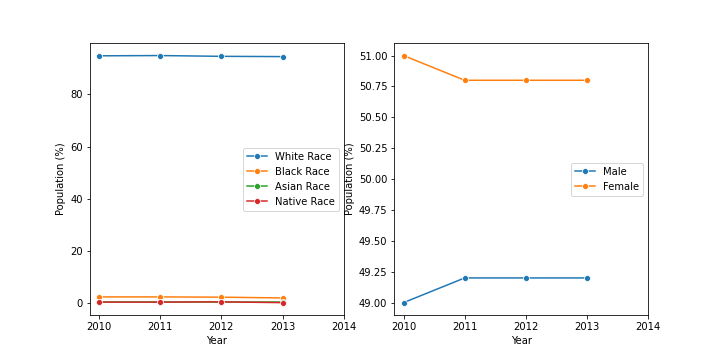 80
60
40
20
0
Population (%)
2010 2011 2012 2013 2014
Year
White Race
Black Race
Asian Race
Native Race
51.00
50.75
50.50
50.25
50.00
49.75
49.50
49.25
49.00
Population (%)
2010 2011 2012 2013 2014
Year
Male
Female